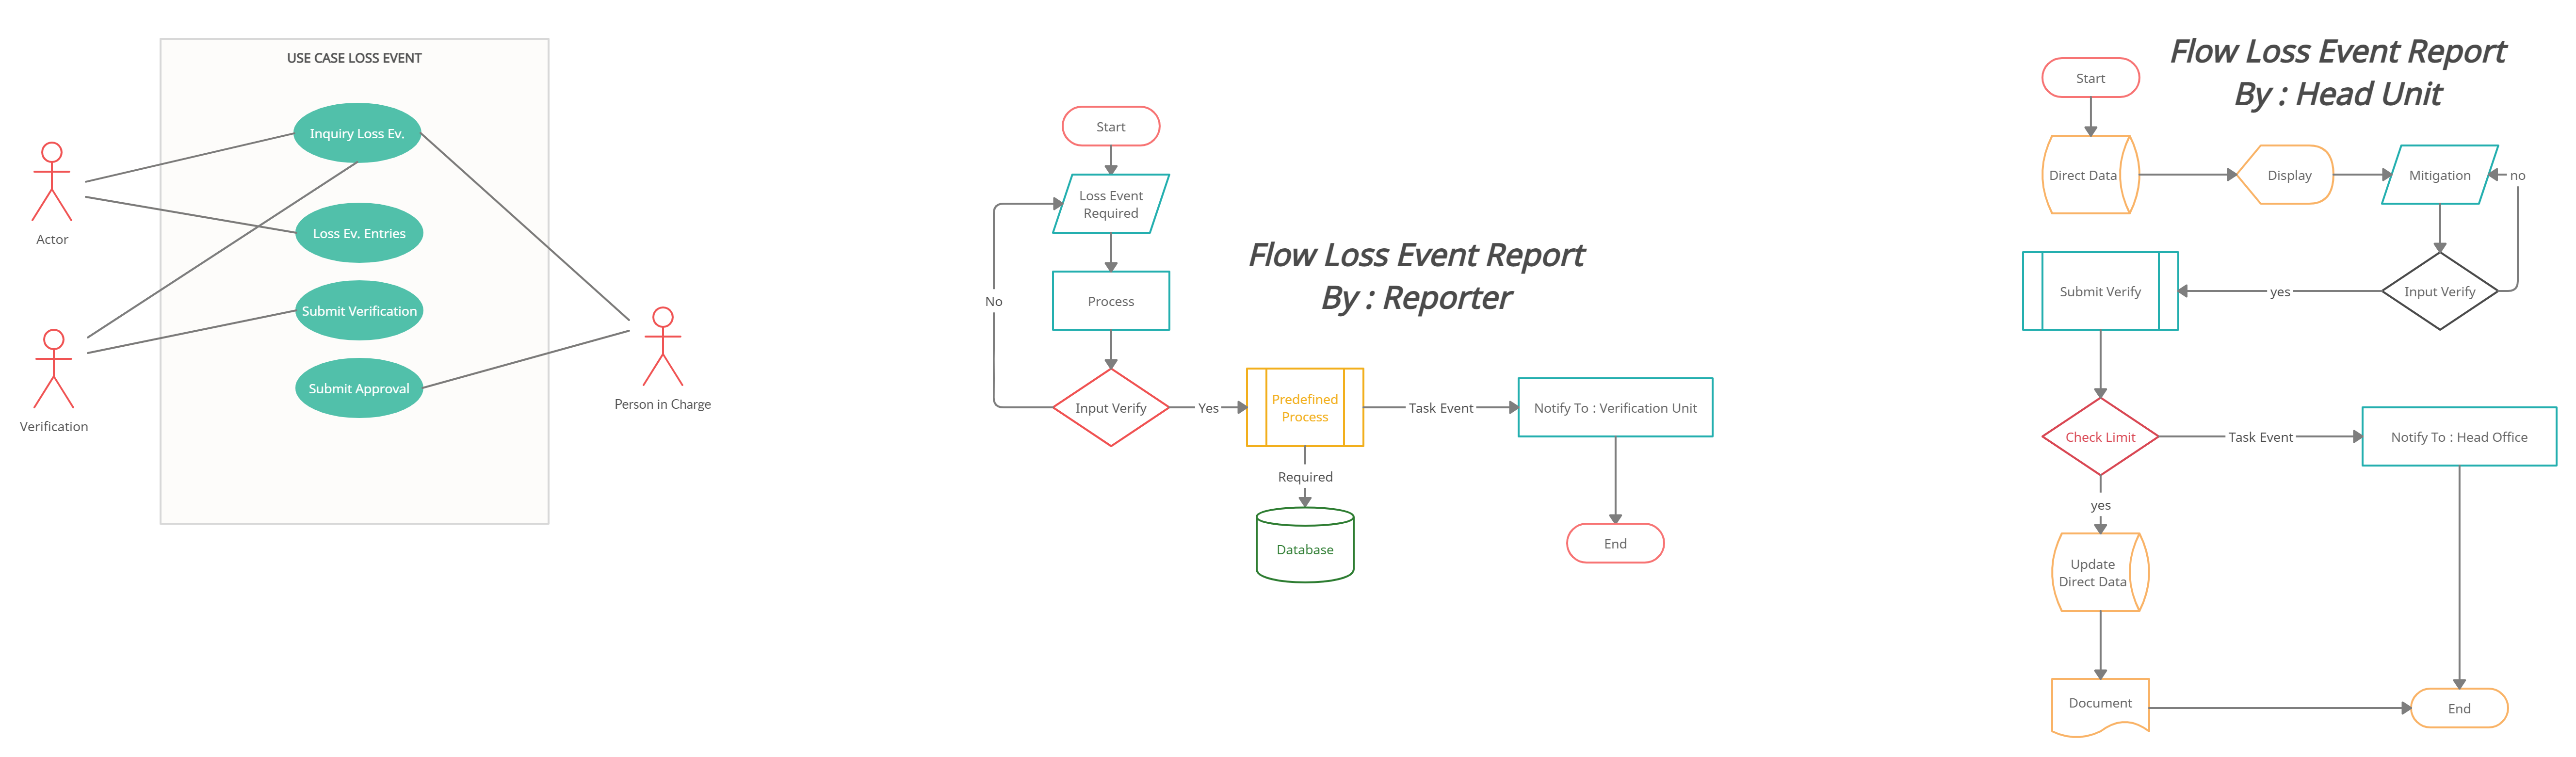 USE CASE LOSS EVENT
Inquiry Loss Ev.
Loss Ev. Entries
Submit Verification
Submit Approval
Actor
Verification
Person in Charge
Flow Loss Event Report
By : Reporter
Start
Loss Event
Required
Process
No
Input Verify
Yes
Predefined
Process
Task Event
Notify To : Verification Unit
Required
Database
End
Flow Loss Event Report
By : Head Unit
Start
Direct Data
Display
Mitigation
no
Submit Verify
yes
Input Verify
Check Limit
Task Event
Notify To : Head Office
yes
Update
Direct Data
Document
End